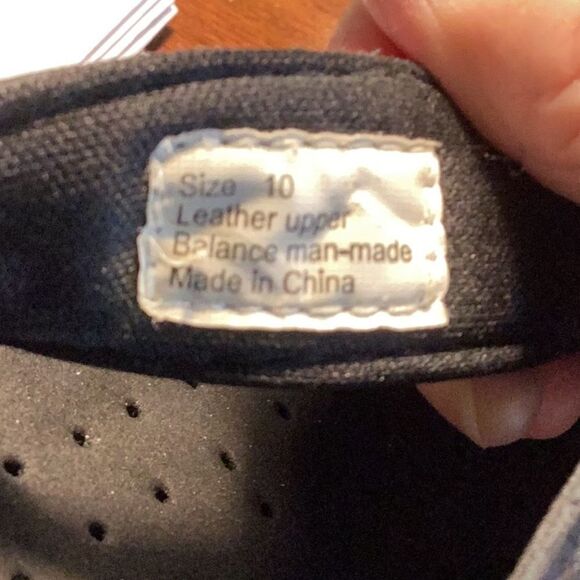 Size 10
Leather upper
Balance man-made
Made in China